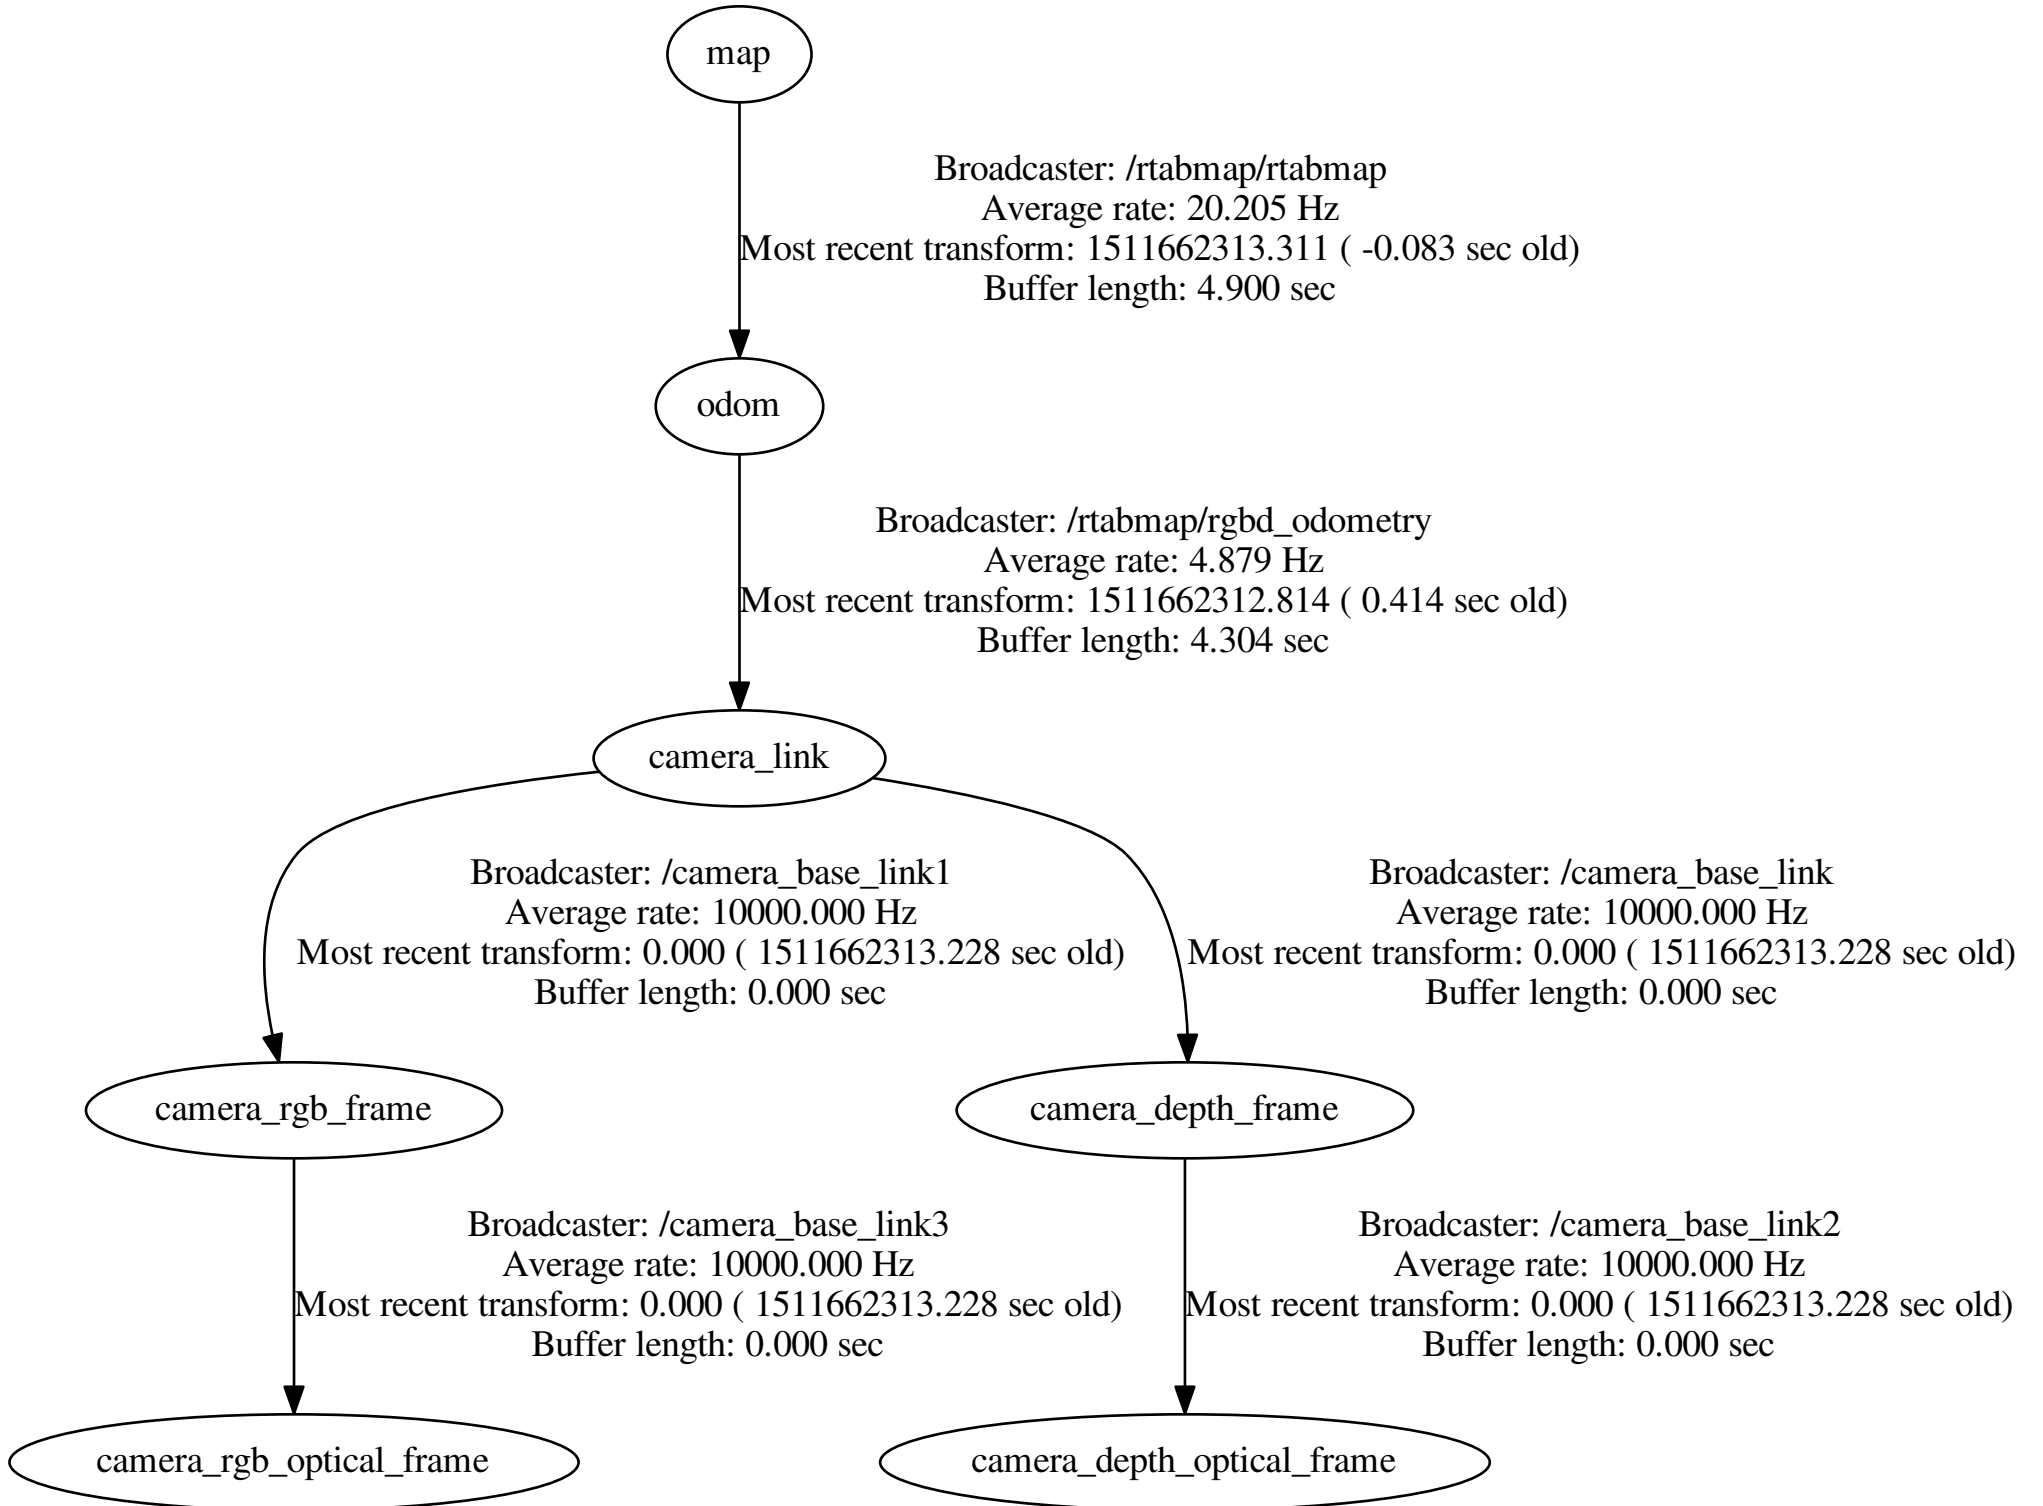 map
Broadcaster: /rtabmap/rtabmap
Average rate: 20.205 Hz
Most recent transform: 1511662313.311 ( -0.083 sec old)
Buffer length: 4.900 sec
odom
Broadcaster: /rtabmap/rgbd_odometry
Average rate: 4.879 Hz
Most recent transform: 1511662312.814 ( 0.414 sec old)
Buffer length: 4.304 sec
camera_link
Broadcaster: /camera_base_link1
Average rate: 10000.000 Hz
Most recent transform: 0.000 ( 1511662313.228 sec old)
Buffer length: 0.000 sec
Broadcaster: /camera_base_link
Average rate: 10000.000 Hz
Most recent transform: 0.000 ( 1511662313.228 sec old)
Buffer length: 0.000 sec
camera_rgb_frame
camera_depth_frame
Broadcaster: /camera_base_link3
Average rate: 10000.000 Hz
Most recent transform: 0.000 ( 1511662313.228 sec old)
Buffer length: 0.000 sec
Broadcaster: /camera_base_link2
Average rate: 10000.000 Hz
Most recent transform: 0.000 ( 1511662313.228 sec old)
Buffer length: 0.000 sec
camera_rgb_optical_frame
camera_depth_optical_frame